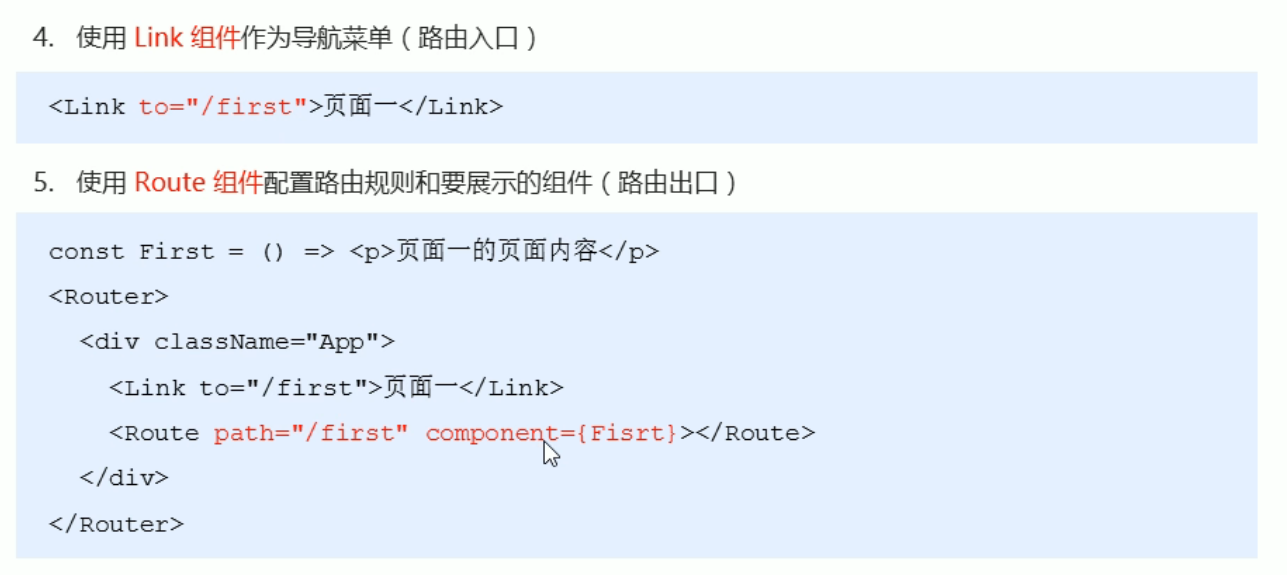 4. 使用 Link 组件作为导航菜单（路由入口）
<Link to="/first">页面一</Link>
5. 使用 Route 组件配置路由规则和要展示的组件（路由出口）
const First = () => <p>页面一的页面内容</p>
<Router>
<div className="App">
<Link to="/first">页面一</Link>
<Route path="/first" component={Fisrt}></Route>
</div>
</Router>